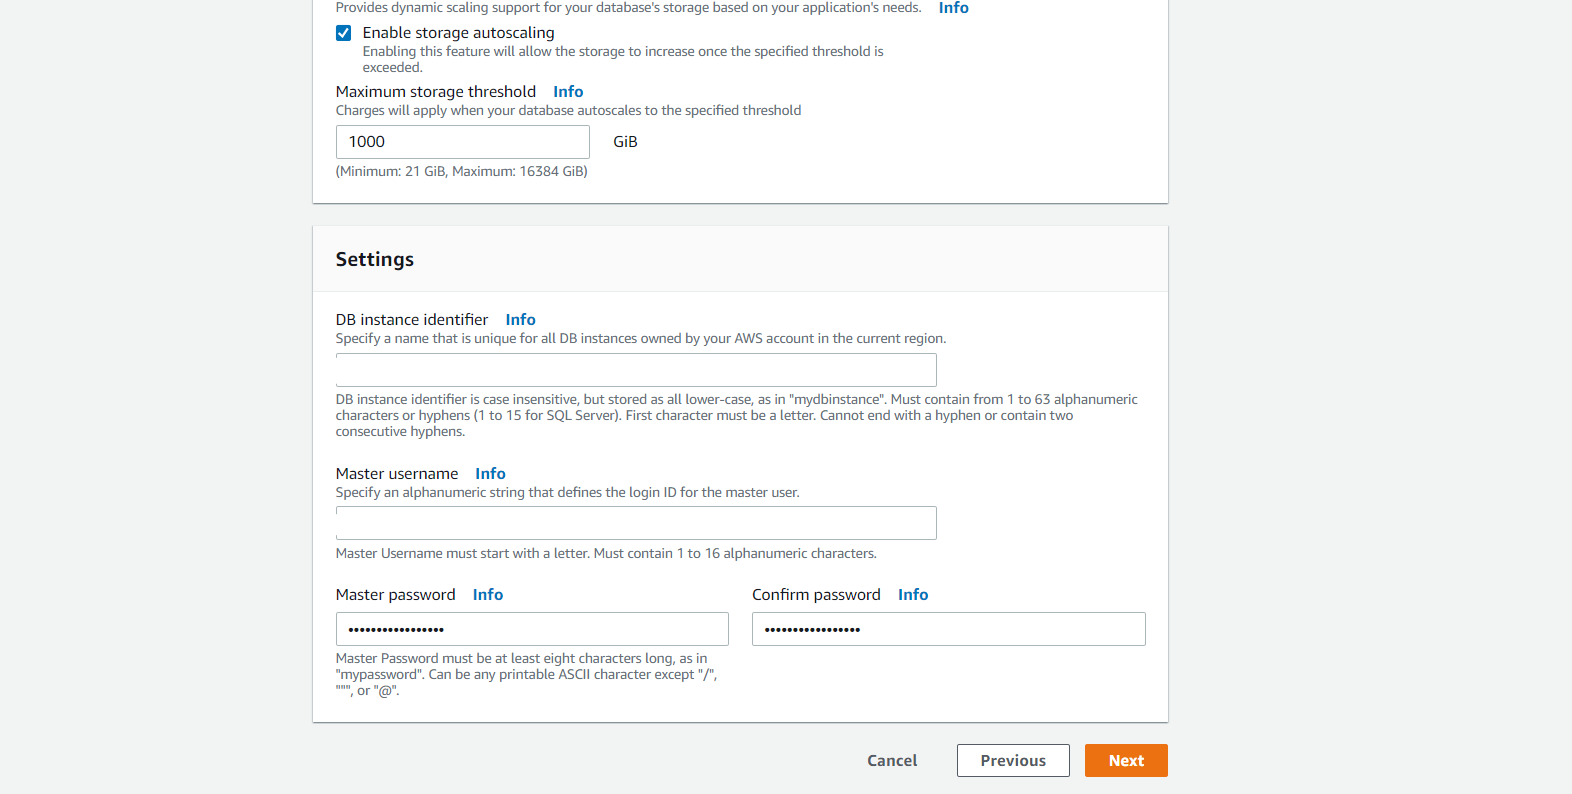 Provides dynamic scaling support for your database's storage based on your application's needs. Info
Enable storage autoscaling
Enabling this feature will allow the storage to increase once the specified threshold is
exceeded.
Maximum storage threshold Info
Charges will apply when your database autoscales to the specified threshold
1000 GiB
(Minimum: 21 GiB, Maximum: 16384 GiB)
Settings
DB instance identifier Info
Specify a name that is unique for all DB instances owned by your AWS account in the current region.
DB instance identifier is case insensitive, but stored as all lower-case, as in "mydbinstance". Must contain from 1 to 63 alphanumeric
characters or hyphens (1 to 15 for SQL Server). First character must be a letter. Cannot end with a hyphen or contain two
consecutive hyphens.
Master username Info
Specify an alphanumeric string that defines the login ID for the master user.
Master Username must start with a letter. Must contain 1 to 16 alphanumeric characters.
Master password Info Confirm password Info
••••••••••••••••• •••••••••••••••••
Master Password must be at least eight characters long, as in
"mypassword". Can be any printable ASCII character except "/",
""", or "@".
Cancel Previous Next